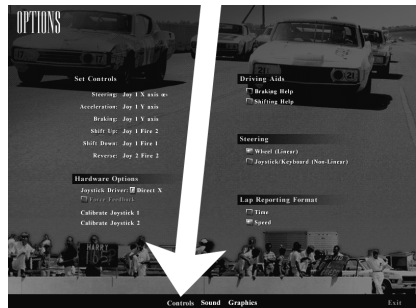 OPTIONS
Set Controls
Steering: Joy 1 X axis
Acceleration: Joy 1 Y axis
Braking: Joy 1 Y axis
Shift Up: Joy 1 Fire 2
Shift Down: Joy 1 Fire 1
Reverse: Joy 2 Fire 2
Hardware Options
Joystick Driver: Direct X
Force Feedback
Calibrate Joystick 1
Calibrate Joystick 2
Driving Aids
Braking Help
Shifting Help
Steering
Wheel (Linear)
Joystick/Keyboard (Non-Linear)
Lap Reporting Format
Time
Speed
HARRY
Controls Sound Graphics Exit